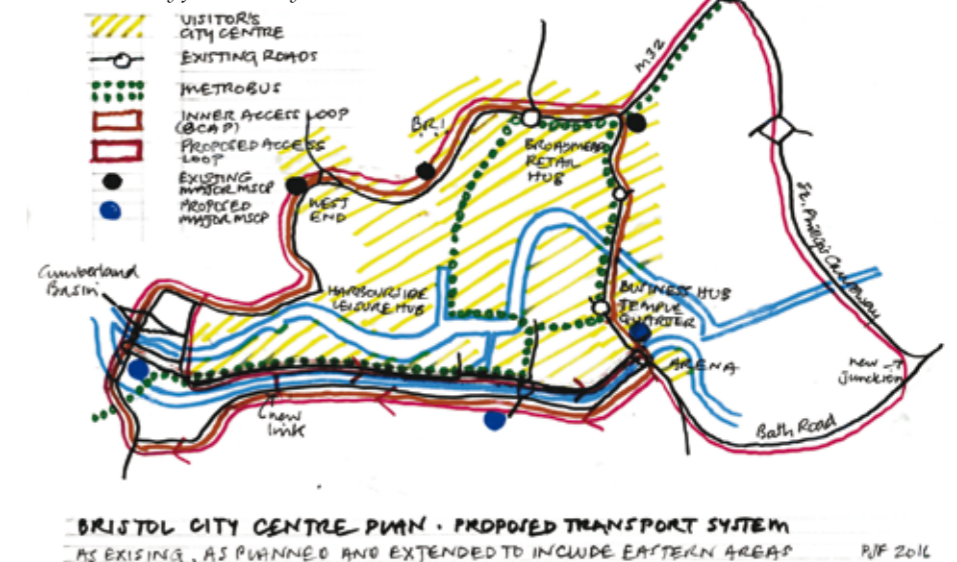 VISITOR'S
CITY CENTRE
EXISTING ROADS
METROBUS
INNER ACCESS LOOP
(BCAP)
PROPOSED ACCESS
LOOP
EXISTING
MAJOR MSCP
PROPOSED
MAJOR MSCP
M32
B.R.I.
BROADMEAD
RETAIL
HUB
WEST
END
St. Phillip's Causeway
Cumberland
Basin
HARBOURSIDE
LEISURE HUB
BUSINESS HUB
TEMPLE
QUARTER
ARENA
new
junction
new
link
Bath Road
BRISTOL CITY CENTRE PLAN. PROPOSED TRANSPORT SYSTEM
AS EXISING, AS PLANNED AND EXTENDED TO INCLUDE EASTERN AREAS PJF 2016